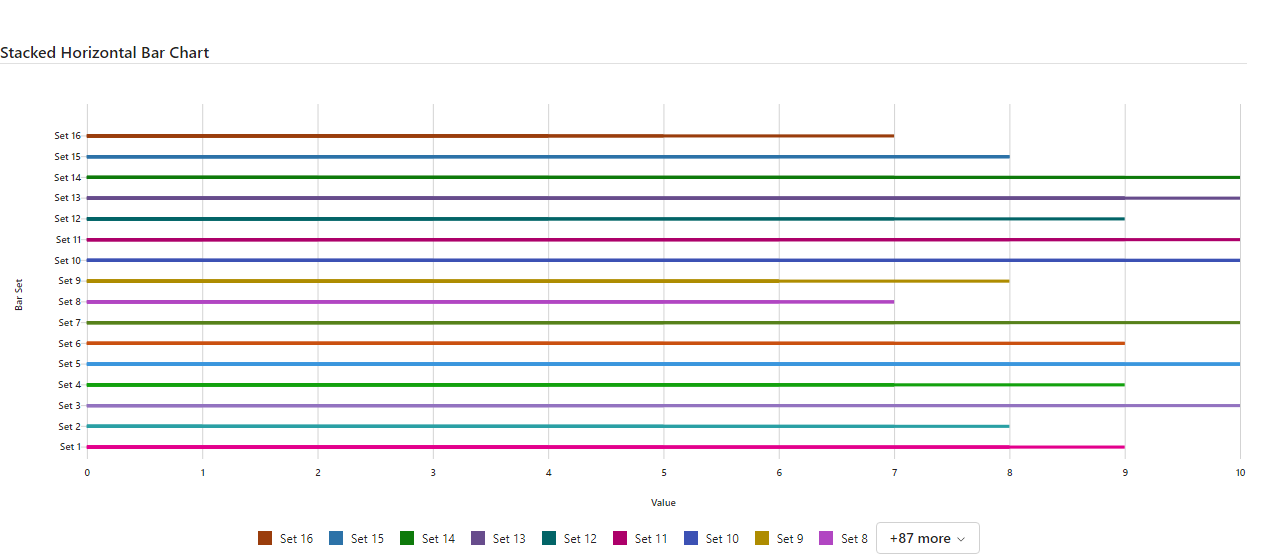 Stacked Horizontal Bar Chart
Set 16
Set 15
Set 14
Set 13
Set 12
Set 11
Set 10
Set 9
Set 8
Set 7
Set 6
Set 5
Set 4
Set 3
Set 2
Set 1
Bar Set
0 1 2 3 4 5 6 7 8 9 10
Value
Set 16 Set 15 Set 14 Set 13 Set 12 Set 11 Set 10 Set 9 Set 8 +87 more